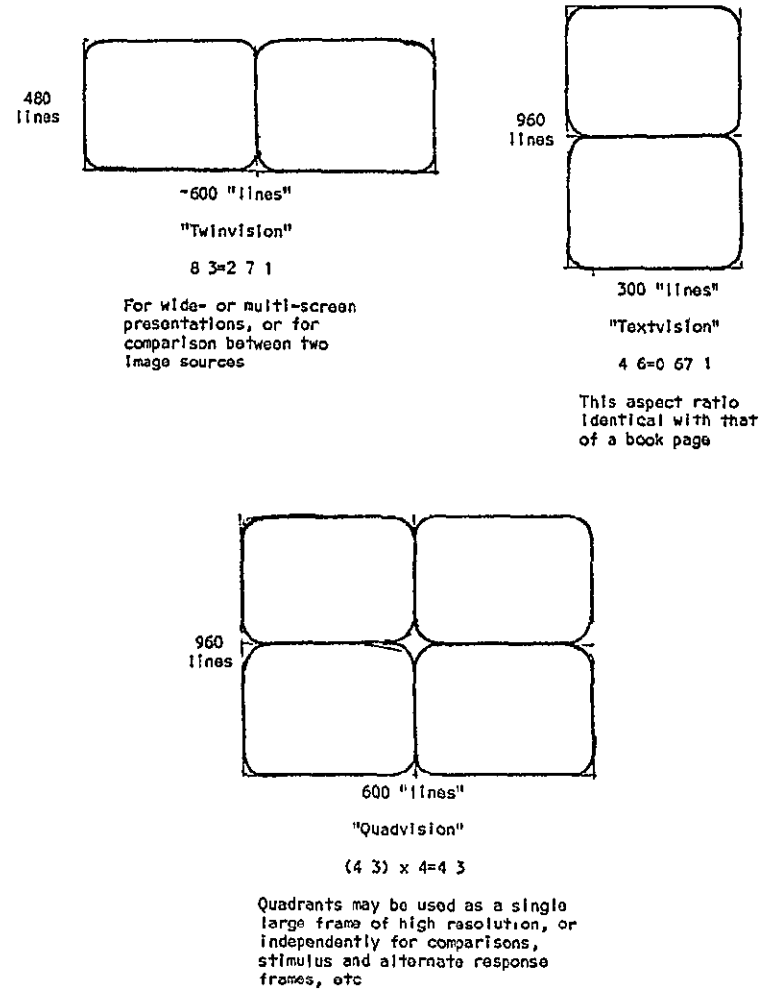 480
lines
~600 "lines"
"Twinvision"
8 3=2 7 1
For wide- or multi-screen
presentations, or for
comparison between two
image sources
960
lines
300 "lines"
"Textvision"
4 6=0 67 1
This aspect ratio
identical with that
of a book page
960
lines
600 "lines"
"Quadvision"
(4 3) x 4=4 3
Quadrants may be used as a single
large frame of high resolution, or
independently for comparisons,
stimulus and alternate response
frames, etc